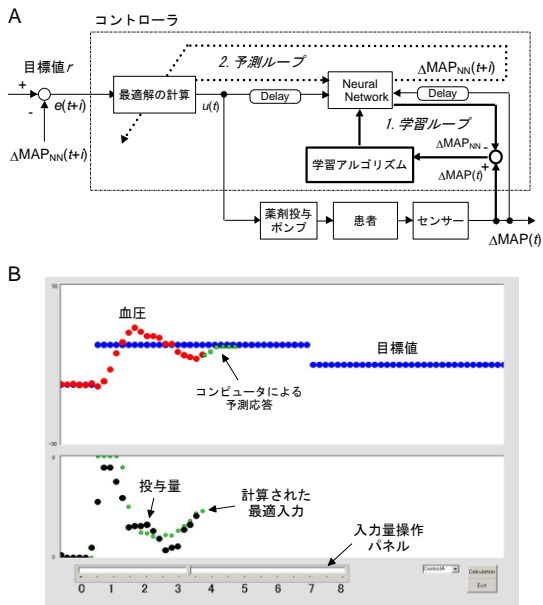 A
コントローラ
目標値 r
+
-
e(t+i)
ΔMAPNN(t+i)
最適解の計算
2. 予測ループ
u(t)
Delay
Neural
Network
ΔMAPNN(t+i)
Delay
1. 学習ループ
学習アルゴリズム
ΔMAPNN
-
+
ΔMAP(t)
薬剤投与
ポンプ
患者
センサー
ΔMAP(t)
B
50
血圧
目標値
コンピュータによる
予測応答
-30
6
投与量
計算された
最適入力
入力量操作
パネル
0
0 1 2 3 4 5 6 7 8
ControlA
Calculation
Exit